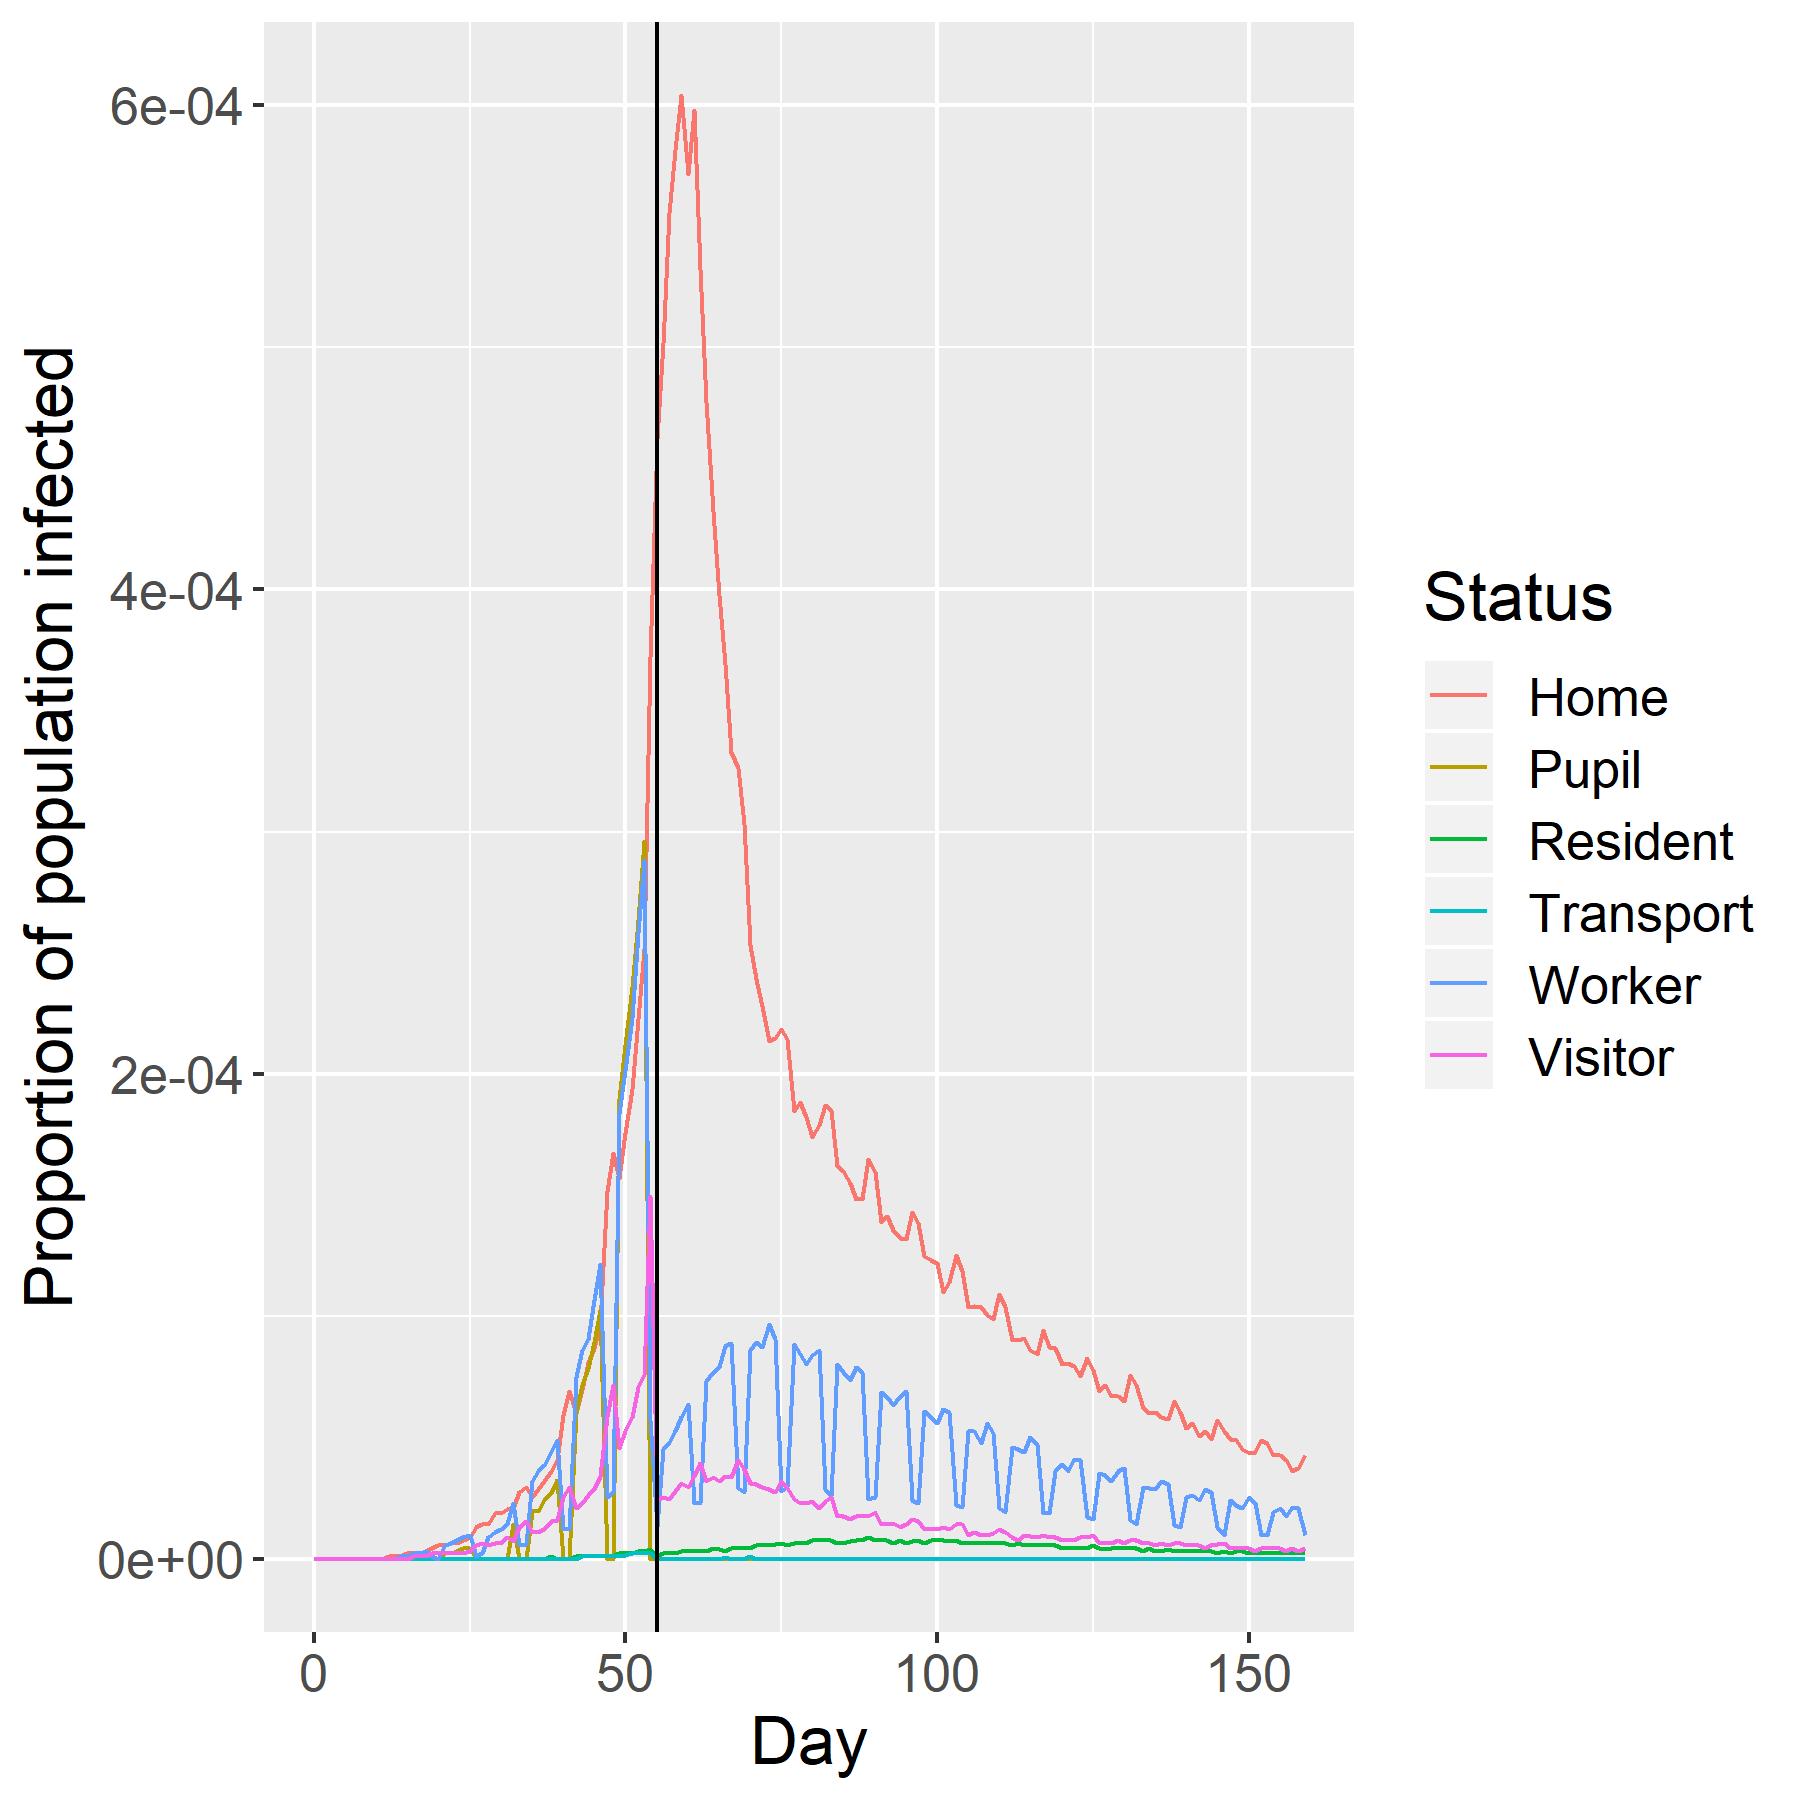 Proportion of population infected
6e-04
4e-04
2e-04
0e+00
0
50
100
150
Day
Status
Home
Pupil
Resident
Transport
Worker
Visitor